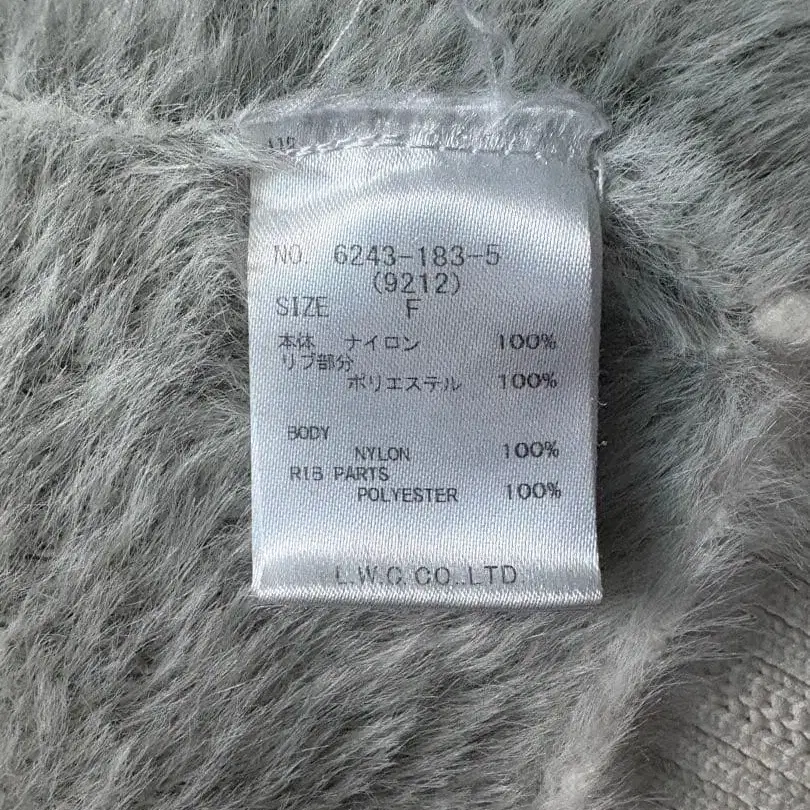 NO. 6243-183-5
(9212)
SIZE F
本体 ナイロン 100%
リブ部分
ポリエステル 100%
BODY
NYLON 100%
RIB PARTS
POLYESTER 100%
L.W.C.CO.,LTD.